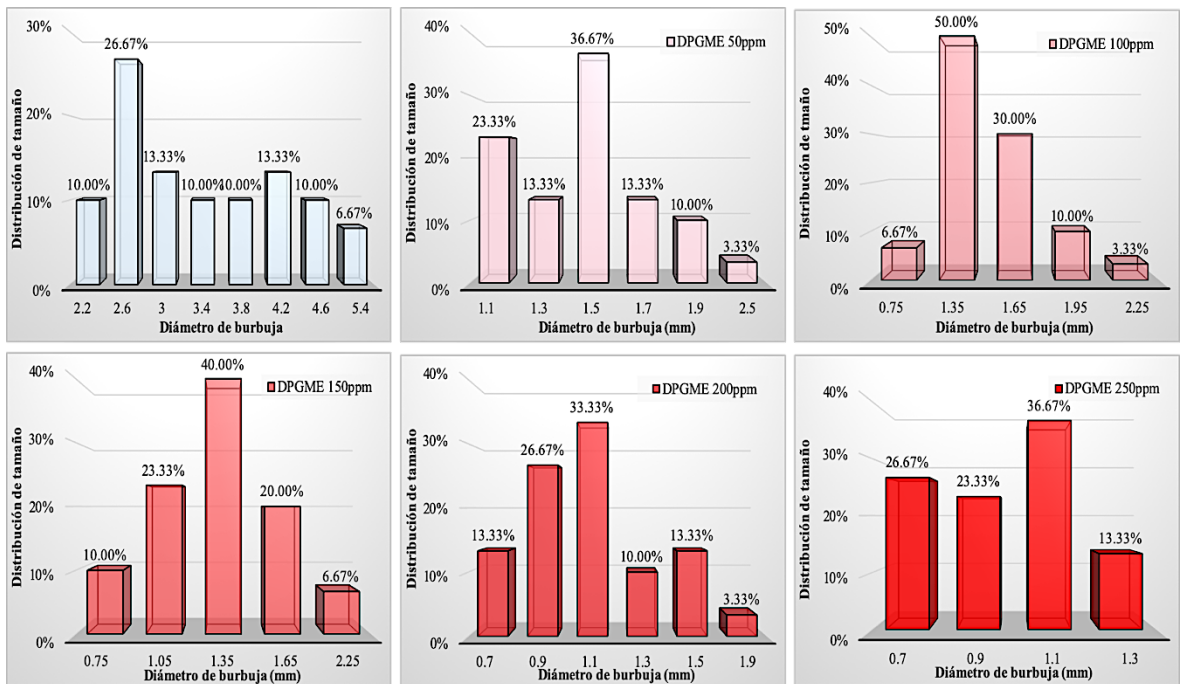 30%
20%
10%
0%
Distribución de tamaño
10.00%
26.67%
13.33%
10.00%
10.00%
13.33%
10.00%
6.67%
2.2 2.6 3 3.4 3.8 4.2 4.6 5.4
Diámetro de burbuja
40%
30%
20%
10%
0%
Distribución de tamaño
DPGME 50ppm
23.33%
13.33%
36.67%
13.33%
10.00%
3.33%
1.1 1.3 1.5 1.7 1.9 2.5
Diámetro de burbuja (mm)
50%
40%
30%
20%
10%
0%
Distribución de tmaño
DPGME 100ppm
6.67%
50.00%
30.00%
10.00%
3.33%
0.75 1.35 1.65 1.95 2.25
Diámetro de burbuja (mm)
40%
30%
20%
10%
0%
Distribución de tamaño
DPGME 150ppm
10.00%
23.33%
40.00%
20.00%
6.67%
0.75 1.05 1.35 1.65 2.25
Diámetro de burbuja (mm)
40%
30%
20%
10%
0%
Distribución de tamaño
DPGME 200ppm
13.33%
26.67%
33.33%
10.00%
13.33%
3.33%
0.7 0.9 1.1 1.3 1.5 1.9
Diámetro de burbuja (mm)
40%
30%
20%
10%
0%
Distribución de tamaño
DPGME 250ppm
26.67%
23.33%
36.67%
13.33%
0.7 0.9 1.1 1.3
Diámetro de burbuja (mm)